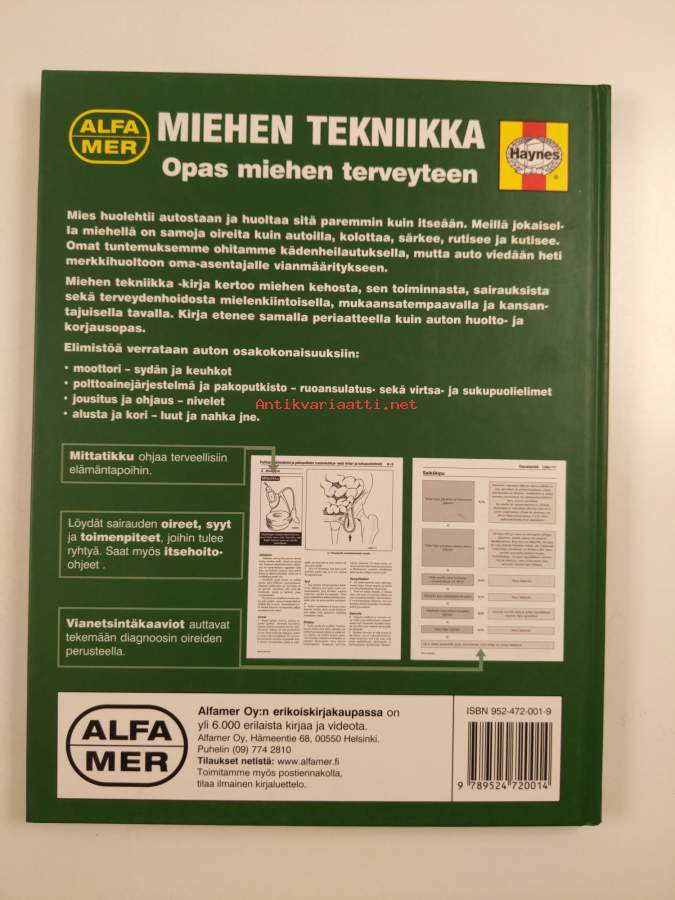 ALFA
MER
MIEHEN TEKNIIKKA
Opas miehen terveyteen
Haynes
Mies huolehtii autostaan ja huoltaa sitä paremmin kuin itseään. Meillä jokaisel-
la miehellä on samoja oireita kuin autoilla, kolottaa, särkee, rutisee ja kutisee.
Omat tuntemuksemme ohitamme kädenheilautuksella, mutta auto viedään heti
merkkihuoltoon oma-asentajalle vianmääritykseen.
Miehen tekniikka -kirja kertoo miehen kehosta, sen toiminnasta, sairauksista
sekä terveydenhoidosta mielenkiintoisella, mukaansatempaavalla ja kansan-
tajuisella tavalla. Kirja etenee samalla periaatteella kuin auton huolto- ja
korjausopas.
Elimistöä verrataan auton osakokonaisuuksiin:
• moottori – sydän ja keuhkot
• polttoainejärjestelmä ja pakoputkisto – ruoansulatus- sekä virtsa- ja sukupuolielimet
• jousitus ja ohjaus – nivelet
• alusta ja kori – luut ja nahka jne.
Antikvariaatti.net
Mittatikku ohjaa terveellisiin
elämäntapoihin.
Löydät sairauden oireet, syyt
ja toimenpiteet, joihin tulee
ryhtyä. Saat myös itsehoito-
ohjeet .
Vianetsintäkaaviot auttavat
tekemään diagnoosin oireiden
perusteella.
Selkäkipu
ALFA
MER
Alfamer Oy:n erikoiskirjakaupassa on
yli 6.000 erilaista kirjaa ja videota.
Alfamer Oy, Hämeentie 68, 00550 Helsinki.
Puhelin (09) 774 2810
Tilaukset netistä: www.alfamer.fi
Toimitamme myös postiennakolla,
tilaa ilmainen kirjaluettelo.
ISBN 952-472-001-9
9 789524 720014